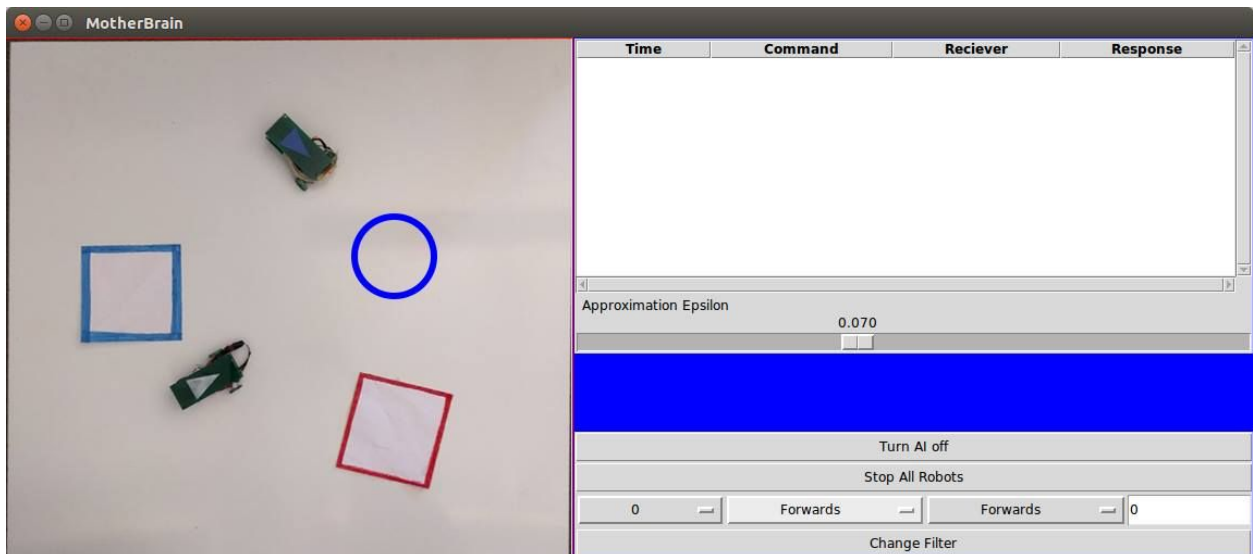 MotherBrain
Time Command Reciever Response
Approximation Epsilon
0.070
Turn AI off
Stop All Robots
0 Forwards Forwards 0
Change Filter